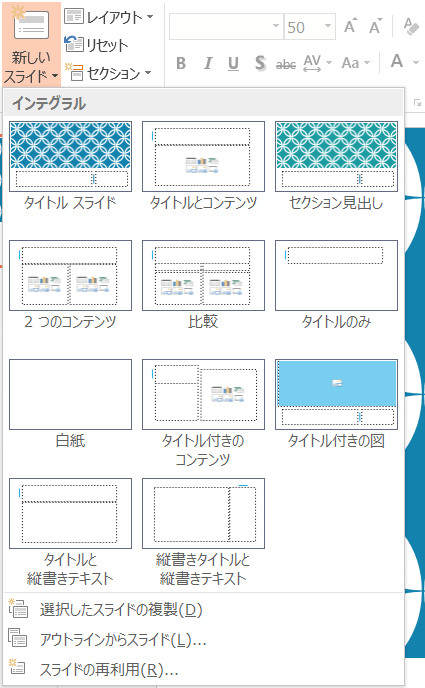 新しい
スライド
レイアウト
リセット
セクション
50
B I U S abc AV Aa A
インテグラル
タイトル スライド
タイトルとコンテンツ
セクション見出し
2 つのコンテンツ
比較
タイトルのみ
白紙
タイトル付きの
コンテンツ
タイトル付きの図
タイトルと
縦書きテキスト
縦書きタイトルと
縦書きテキスト
選択したスライドの複製(D)
アウトラインからスライド(L)...
スライドの再利用(R)...